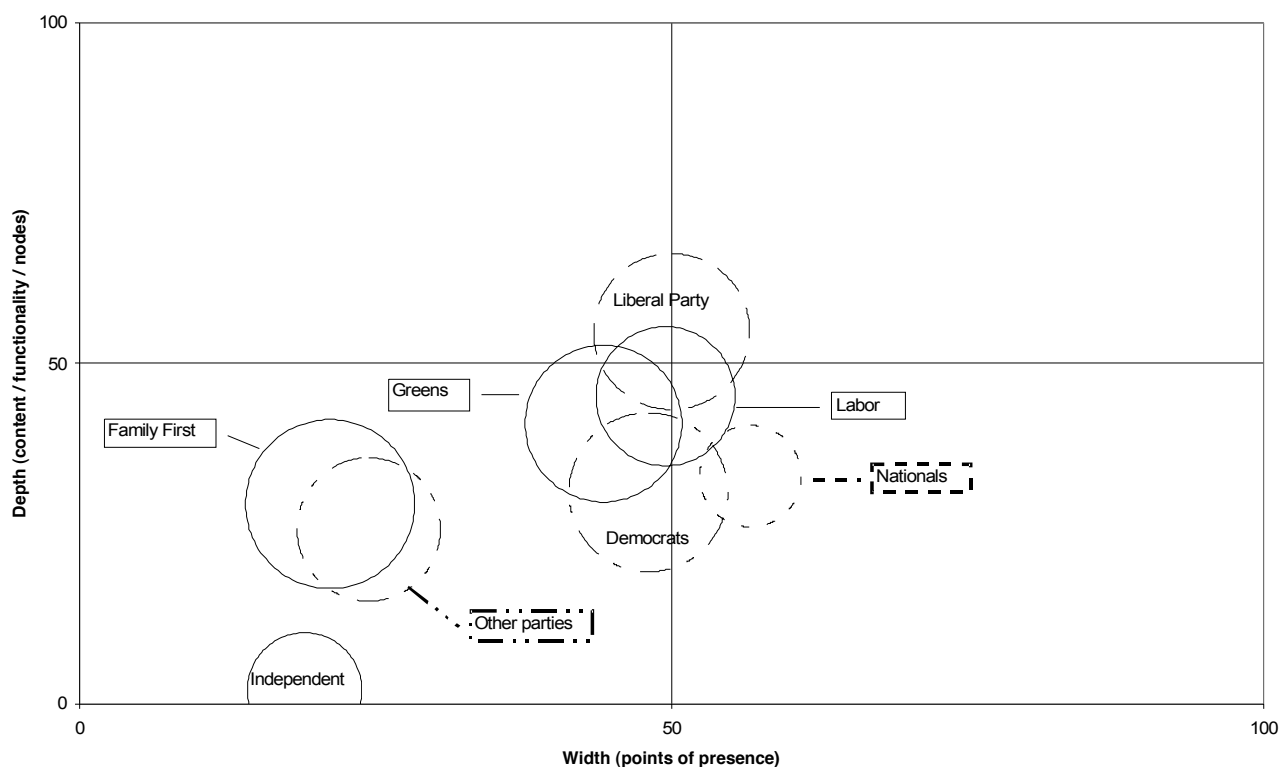 100
Depth (content / functionality / nodes)
Liberal Party
50
Greens
Labor
Family First
Nationals
Democrats
Other parties
Independent
0
0
50
100
Width (points of presence)